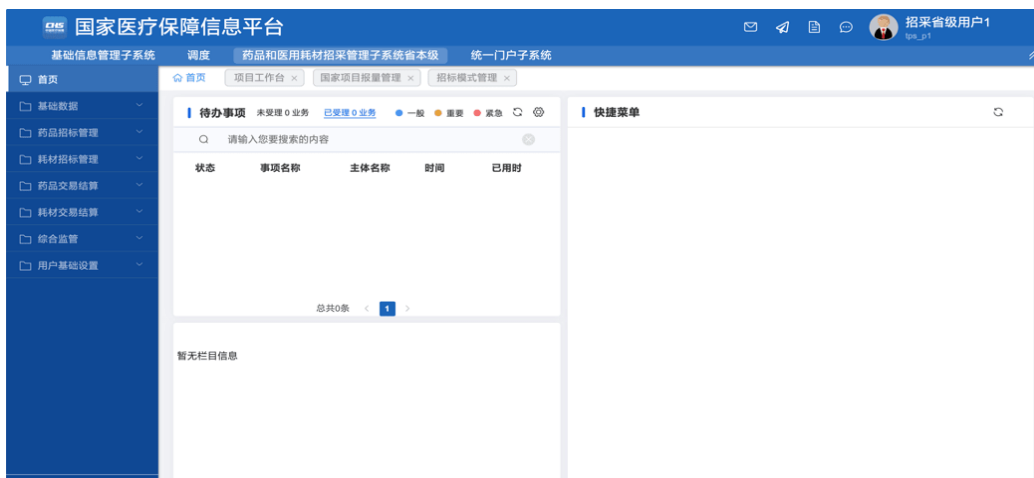 CHS 国家医疗保障信息平台
招采省级用户1
tps_p1
基础信息管理子系统 调度 药品和医用耗材招采管理子系统省本级 统一门户子系统
首页
基础数据
药品招标管理
耗材招标管理
药品交易结算
耗材交易结算
综合监管
用户基础设置
首页 项目工作台 × 国家项目报量管理 × 招标模式管理 ×
待办事项 未受理 0 业务 已受理 0 业务 一般 重要 紧急
请输入您要搜索的内容
状态 事项名称 主体名称 时间 已用时
总共0条 < 1 >
暂无栏目信息
快捷菜单